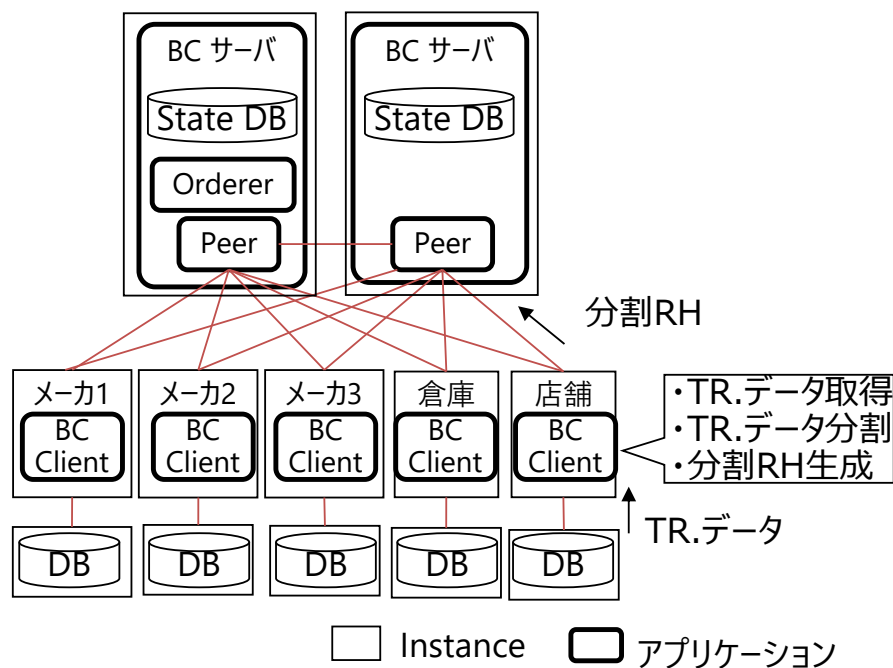 BC サーバ
BC サーバ
State DB
State DB
Orderer
Peer
Peer
分割RH
メーカ1
メーカ2
メーカ3
倉庫
店舗
BC
Client
BC
Client
BC
Client
BC
Client
BC
Client
・TR.データ取得
・TR.データ分割
・分割RH生成
TR.データ
DB
DB
DB
DB
DB
Instance
アプリケーション